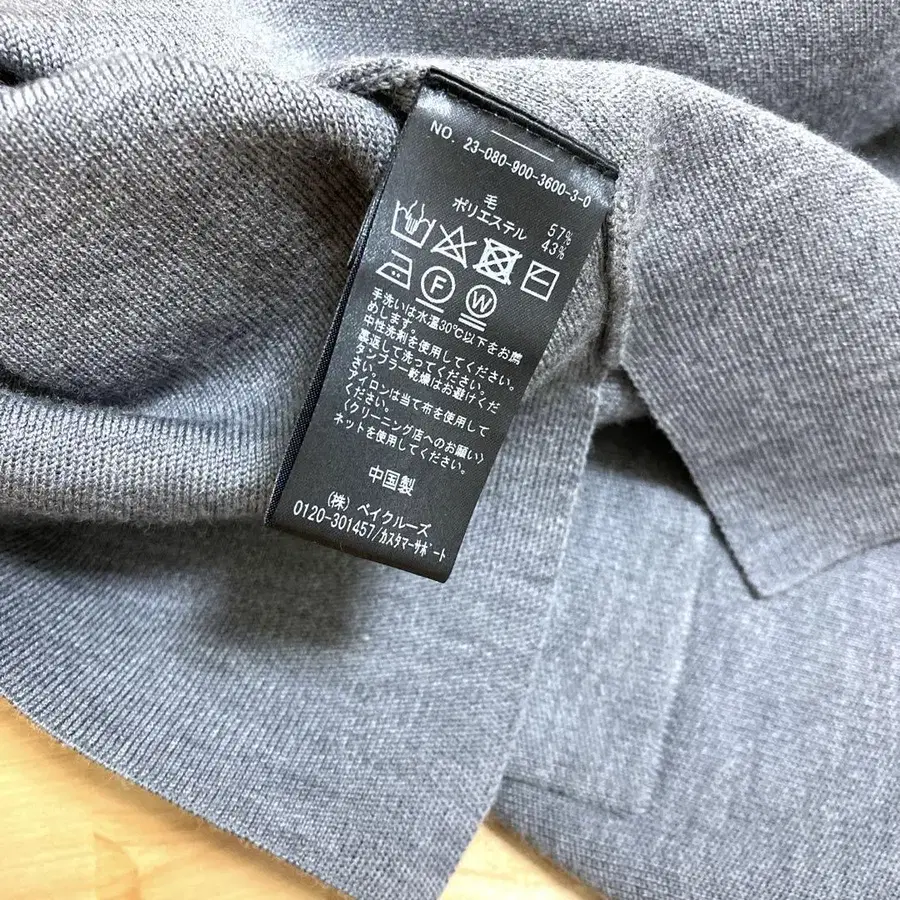 NO. 23-080-900-3600-3-0
毛 57%
ポリエステル 43%
F W
手洗いは水温30℃以下をお薦
めします。
中性洗剤を使用してください。
裏返して洗ってください。
タンブラー乾燥はお避けくだ
さい。
アイロンは当て布を使用して
ください。
〈クリーニング店へのお願い〉
ネットを使用してください。
中国製
(株) ベイクルーズ
0120-301457/カスタマーサポート